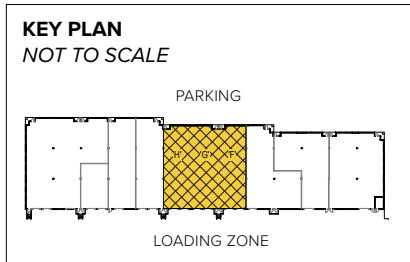 KEY PLAN
NOT TO SCALE
PARKING
'H' 'G' 'F'
LOADING ZONE